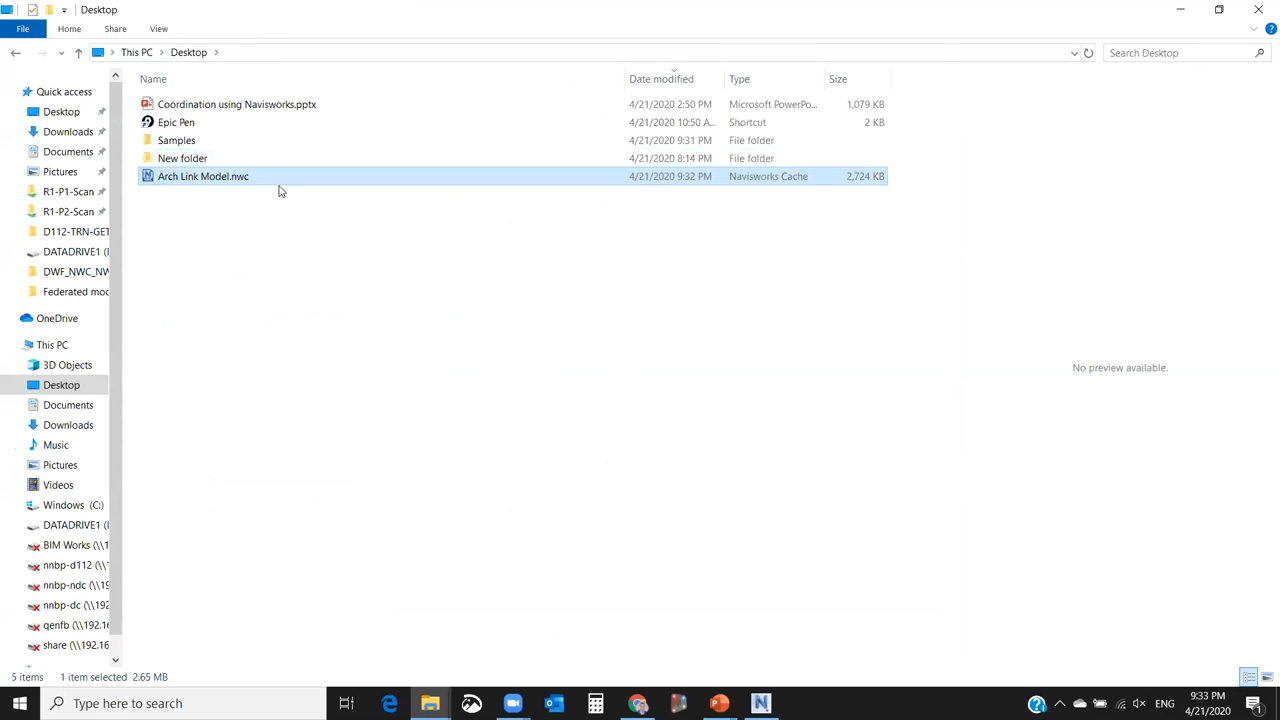 Desktop
File Home Share View
This PC Desktop Search Desktop
Name Date modified Type Size
Coordination using Navisworks.pptx 4/21/2020 2:50 PM Microsoft PowerPo... 1,079 KB
Epic Pen 4/21/2020 10:50 A... Shortcut 2 KB
Samples 4/21/2020 9:31 PM File folder
New folder 4/21/2020 8:14 PM File folder
Arch Link Model.nwc 4/21/2020 9:32 PM Navisworks Cache 2,724 KB
Quick access
Desktop
Downloads
Documents
Pictures
R1-P1-Scan
R1-P2-Scan
D112-TRN-GET
DATADRIVE1 (
DWF_NWC_NW
Federated mod
OneDrive
This PC
3D Objects
Desktop
Documents
Downloads
Music
Pictures
Videos
Windows (C:)
DATADRIVE1 (
BIM Works (\\1
nnbp-d112 (\\1
nnbp-ndc (\\19
nnbp-dc (\\192
qenfb (\\192.16
share (\\192.16
No preview available.
5 items 1 item selected 2.65 MB
Type here to search
ENG
9:33 PM
4/21/2020